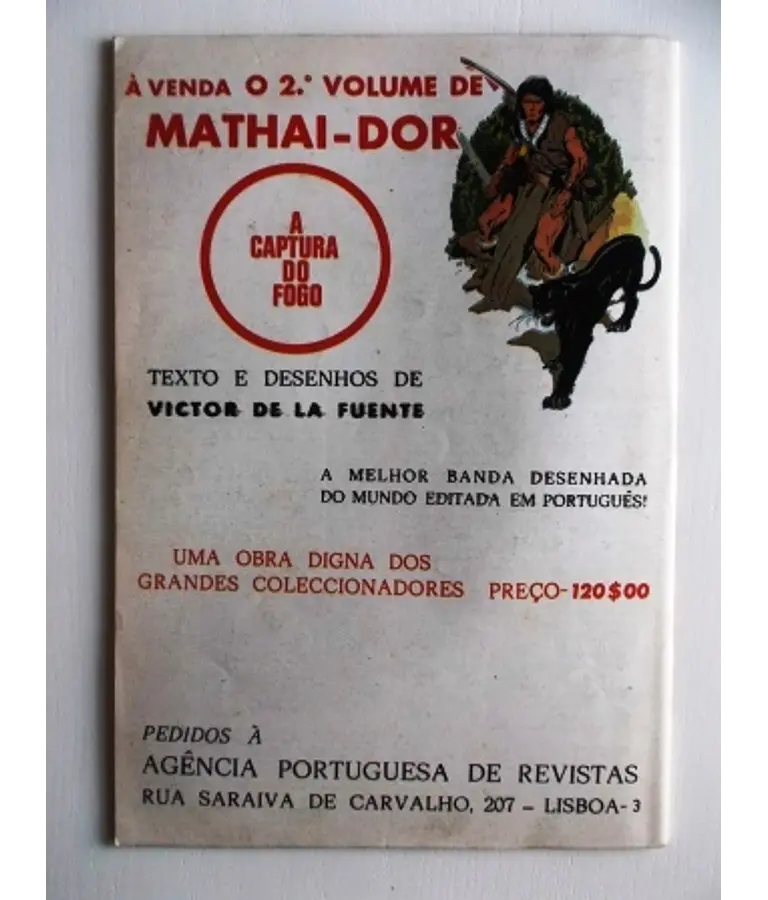 À VENDA O 2.º VOLUME DE
MATHAI-DOR
A
CAPTURA
DO
FOGO
TEXTO E DESENHOS DE
VICTOR DE LA FUENTE
A MELHOR BANDA DESENHADA
DO MUNDO EDITADA EM PORTUGUÊS!
UMA OBRA DIGNA DOS
GRANDES COLECCIONADORES PREÇO-120$00
PEDIDOS À
AGÊNCIA PORTUGUESA DE REVISTAS
RUA SARAIVA DE CARVALHO, 207 – LISBOA-3